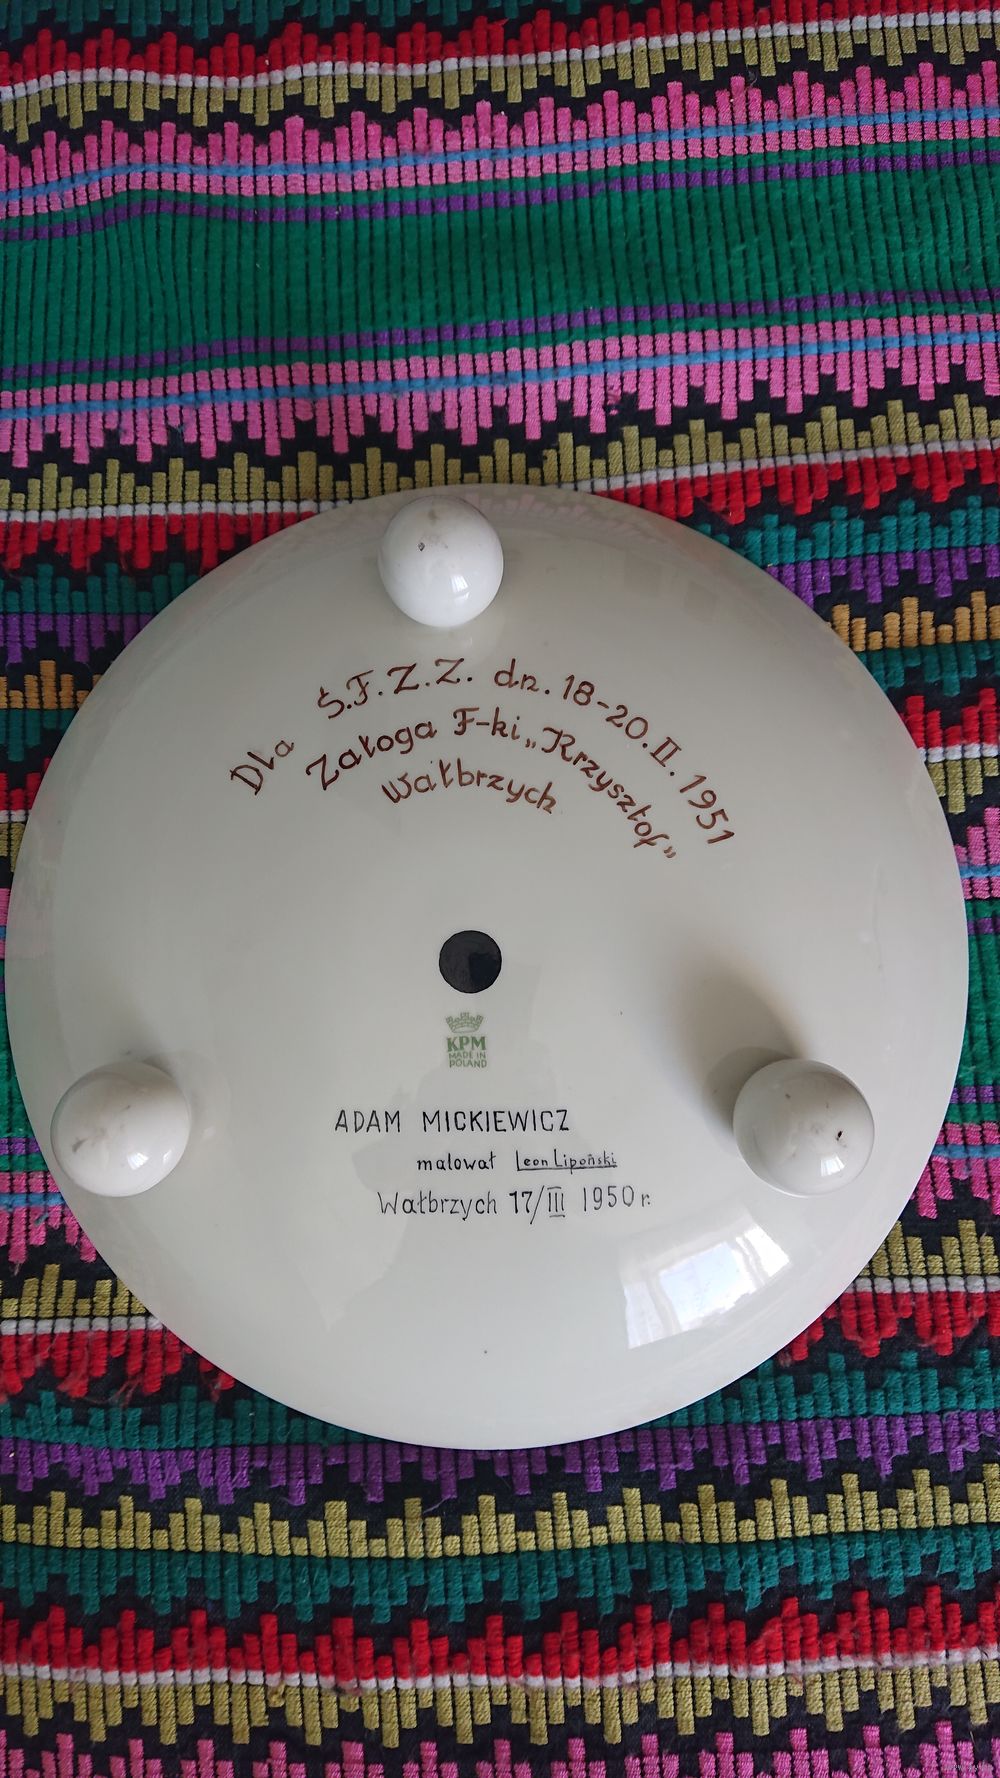 Dla Ś.F.Z.Z. dn. 18-20.II.1951
Załoga F-ki „Krzysztof"
Wałbrzych
KPM
MADE IN
POLAND
ADAM MICKIEWICZ
malował Leon Lipoński
Wałbrzych 17/III 1950 r.